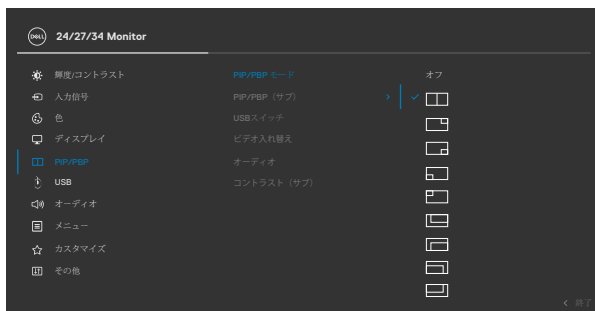 DELL
24/27/34 Monitor
輝度/コントラスト
入力信号
色
ディスプレイ
PIP/PBP
USB
オーディオ
メニュー
カスタマイズ
その他
PIP/PBP モード
PIP/PBP（サブ）
USBスイッチ
ビデオ入れ替え
オーディオ
コントラスト（サブ）
オフ
終了